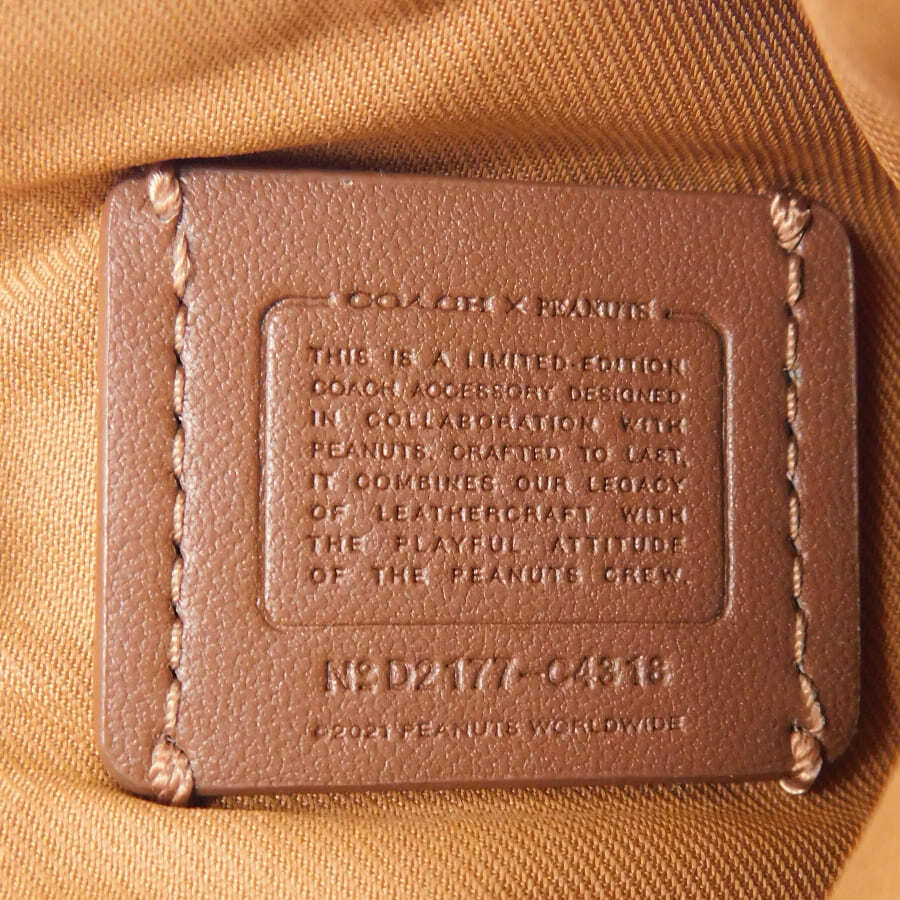 COACH × PEANUTS
THIS IS A LIMITED-EDITION
COACH ACCESSORY DESIGNED
IN COLLABORATION WITH
PEANUTS. CRAFTED TO LAST,
IT COMBINES OUR LEGACY
OF LEATHERCRAFT WITH
THE PLAYFUL ATTITUDE
OF THE PEANUTS CREW.
Nº D2177-C4318
©2021 PEANUTS WORLDWIDE